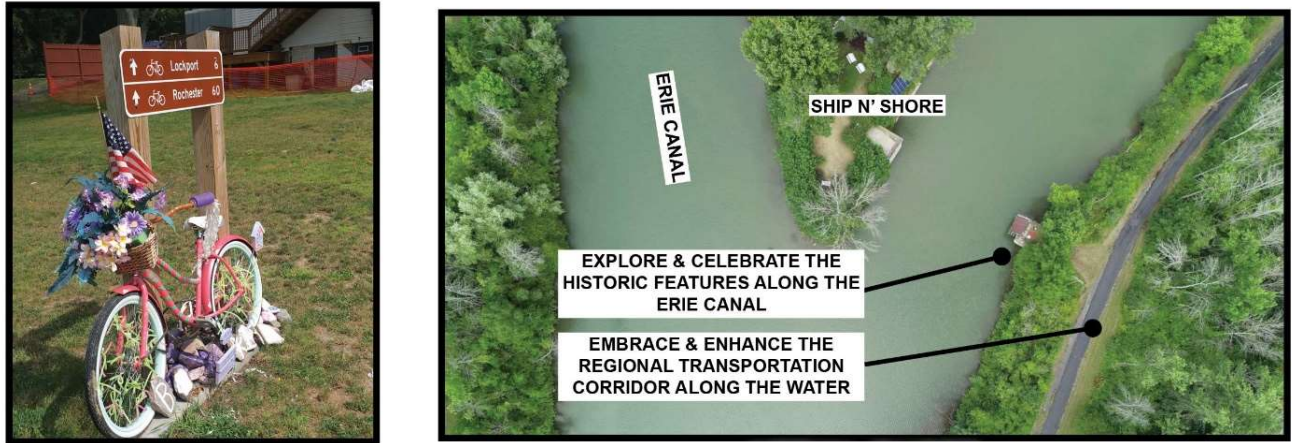 Lockport 6
Rochester 60
B
ERIE CANAL
SHIP N' SHORE
EXPLORE & CELEBRATE THE
HISTORIC FEATURES ALONG THE
ERIE CANAL
EMBRACE & ENHANCE THE
REGIONAL TRANSPORTATION
CORRIDOR ALONG THE WATER